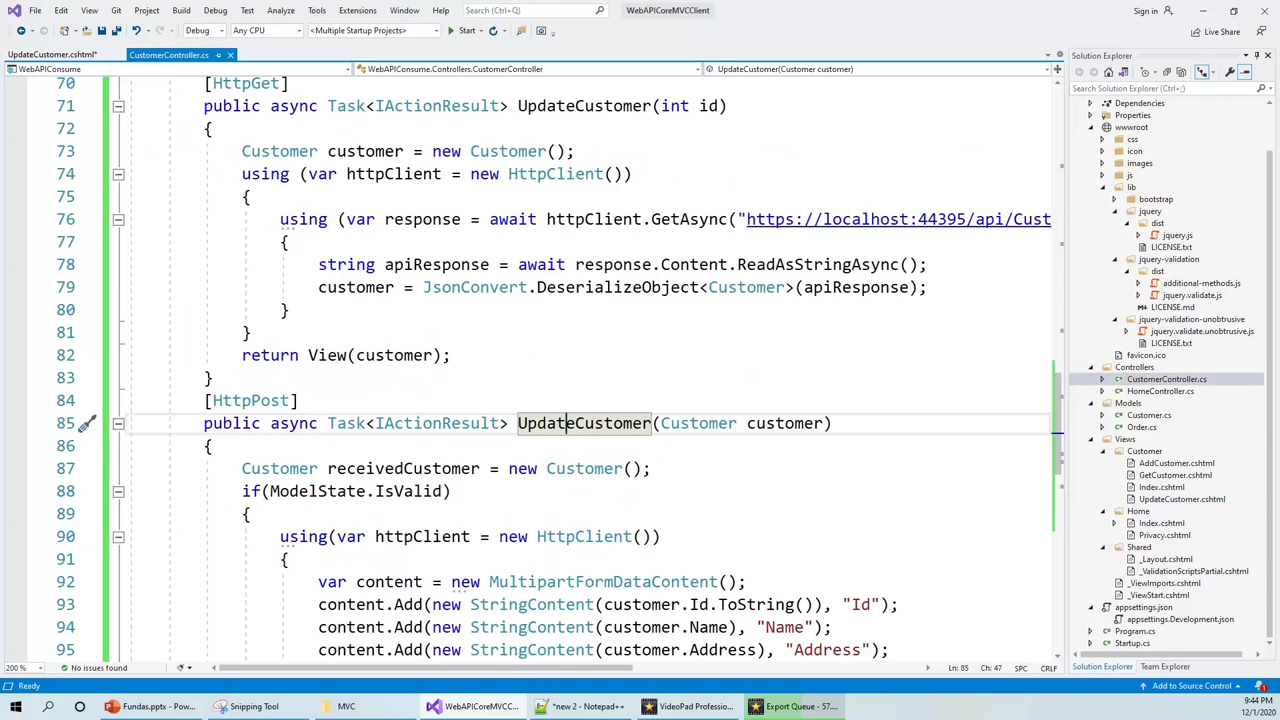 File Edit View Git Project Build Debug Test Analyze Tools Extensions Window Help Search (Ctrl+Q) WebAPICoreMVCClient Sign in
Debug Any CPU <Multiple Startup Projects> Start Live Share
UpdateCustomer.cshtml* CustomerController.cs Solution Explorer
WebAPIConsume WebAPIConsume.Controllers.CustomerController UpdateCustomer(Customer customer)
70 [HttpGet]
71 public async Task<IActionResult> UpdateCustomer(int id)
72 {
73 Customer customer = new Customer();
74 using (var httpClient = new HttpClient())
75 {
76 using (var response = await httpClient.GetAsync("https://localhost:44395/api/Cust
77 {
78 string apiResponse = await response.Content.ReadAsStringAsync();
79 customer = JsonConvert.DeserializeObject<Customer>(apiResponse);
80 }
81 }
82 return View(customer);
83 }
84 [HttpPost]
85 public async Task<IActionResult> UpdateCustomer(Customer customer)
86 {
87 Customer receivedCustomer = new Customer();
88 if(ModelState.IsValid)
89 {
90 using(var httpClient = new HttpClient())
91 {
92 var content = new MultipartFormDataContent();
93 content.Add(new StringContent(customer.Id.ToString()), "Id");
94 content.Add(new StringContent(customer.Name), "Name");
95 content.Add(new StringContent(customer.Address), "Address");
Search Solution Explorer (Ctrl+;)
Dependencies
Properties
wwwroot
css
icon
images
js
lib
bootstrap
jquery
dist
jquery.js
LICENSE.txt
jquery-validation
dist
additional-methods.js
jquery.validate.js
LICENSE.md
jquery-validation-unobtrusive
jquery.validate.unobtrusive.js
LICENSE.txt
favicon.ico
Controllers
CustomerController.cs
HomeController.cs
Models
Customer.cs
Order.cs
Views
Customer
AddCustomer.cshtml
GetCustomer.cshtml
Index.cshtml
UpdateCustomer.cshtml
Home
Index.cshtml
Privacy.cshtml
Shared
_Layout.cshtml
_ValidationScriptsPartial.cshtml
_ViewImports.cshtml
_ViewStart.cshtml
appsettings.json
appsettings.Development.json
Program.cs
Startup.cs
200 % No issues found Ln: 85 Ch: 47 SPC CRLF Solution Explorer Team Explorer
Ready Add to Source Control 1
Fundas.pptx - Pow... Snipping Tool MVC WebAPICoreMVCC... *new 2 - Notepad++ VideoPad Professio... Export Queue - 57.... 9:44 PM
12/1/2020